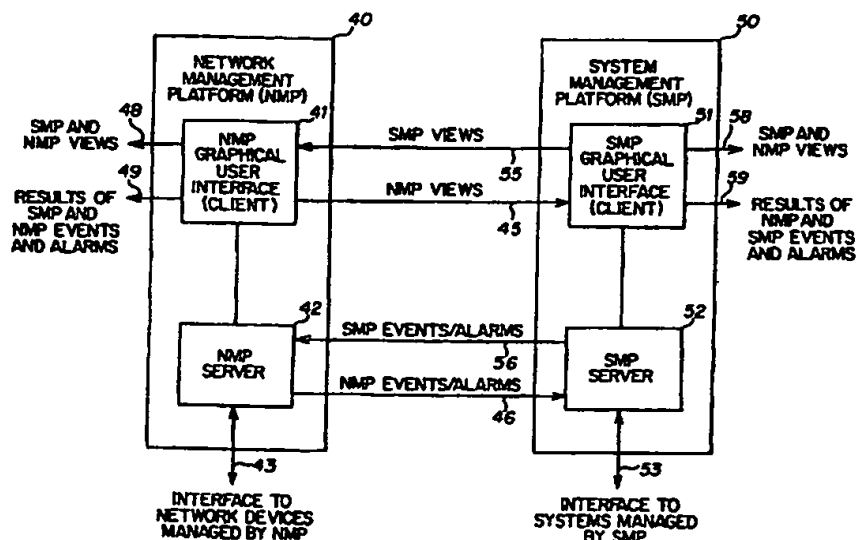 40
NETWORK
MANAGEMENT
PLATFORM (NMP)
41
48
SMP AND
NMP VIEWS
49
RESULTS OF
SMP AND
NMP EVENTS
AND ALARMS
NMP
GRAPHICAL
USER
INTERFACE
(CLIENT)
SMP VIEWS
55
NMP VIEWS
45
50
SYSTEM
MANAGEMENT
PLATFORM (SMP)
51
SMP
GRAPHICAL
USER
INTERFACE
(CLIENT)
58
SMP AND
NMP VIEWS
59
RESULTS OF
NMP AND
SMP EVENTS
AND ALARMS
42
NMP
SERVER
SMP EVENTS/ALARMS
56
NMP EVENTS/ALARMS
46
52
SMP
SERVER
43
INTERFACE TO
NETWORK DEVICES
MANAGED BY NMP
53
INTERFACE TO
SYSTEMS MANAGED
BY SMP